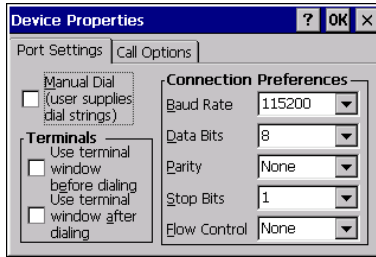 Device Properties ? OK ×
Port Settings Call Options
Manual Dial
(user supplies
dial strings)
Terminals
Use terminal
window
before dialing
Use terminal
window after
dialing
Connection Preferences
Baud Rate 115200
Data Bits 8
Parity None
Stop Bits 1
Flow Control None